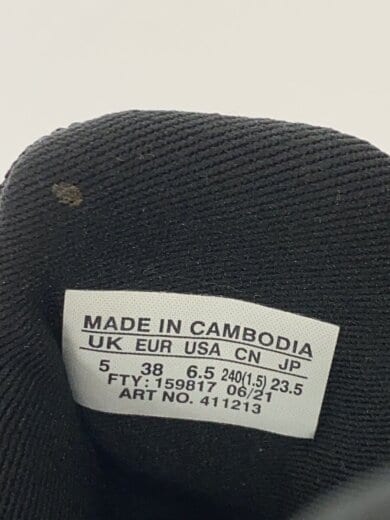 MADE IN CAMBODIA
UK EUR USA CN JP
5 38 6.5 240(1.5) 23.5
FTY: 159817 06/21
ART NO. 411213